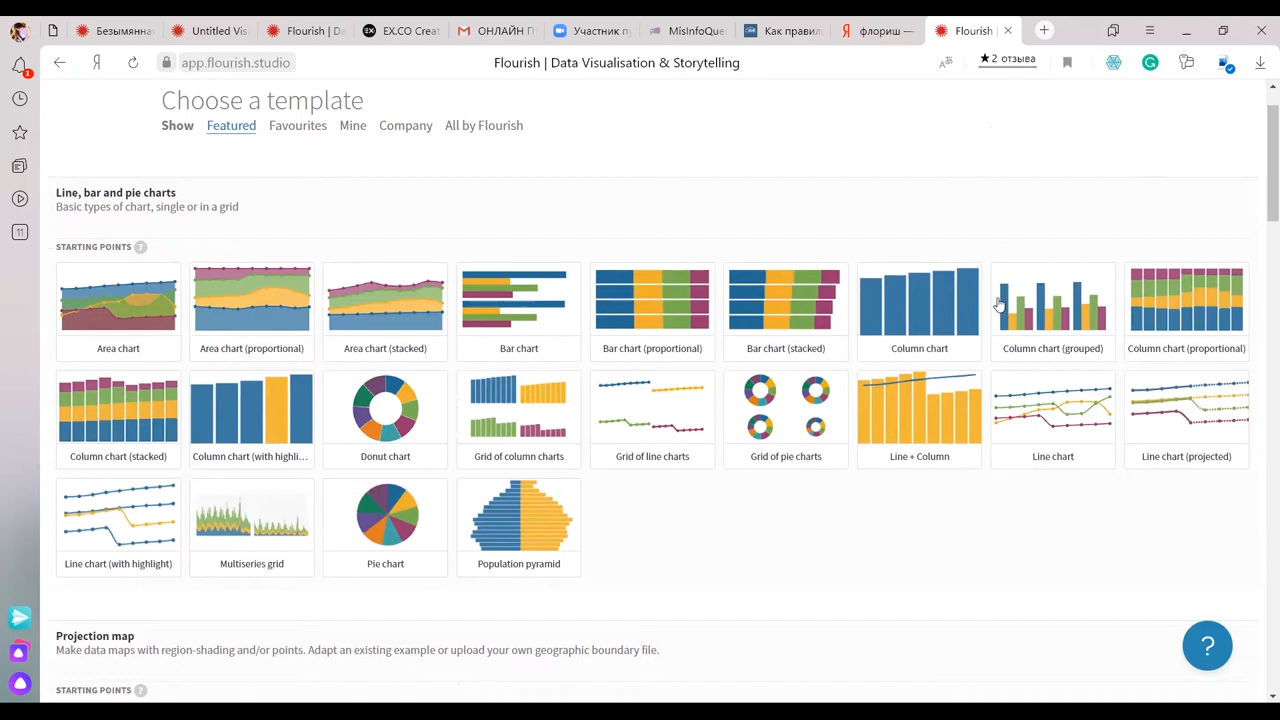 Безымянна
Untitled Vi
Flourish | Da
EX.CO Creat
ОНЛАЙН П
Участник пу
MisInfoQue
Как правил
флориш —
Flourish |
1
app.flourish.studio
Flourish | Data Visualisation & Storytelling
★2 отзыва
Choose a template
Show Featured Favourites Mine Company All by Flourish
Line, bar and pie charts
Basic types of chart, single or in a grid
11
STARTING POINTS ?
Area chart
Area chart (proportional)
Area chart (stacked)
Bar chart
Bar chart (proportional)
Bar chart (stacked)
Column chart
Column chart (grouped)
Column chart (proportional)
Column chart (stacked)
Column chart (with highli...
Donut chart
Grid of column charts
Grid of line charts
Grid of pie charts
Line + Column
Line chart
Line chart (projected)
Line chart (with highlight)
Multiseries grid
Pie chart
Population pyramid
Projection map
Make data maps with region-shading and/or points. Adapt an existing example or upload your own geographic boundary file.
STARTING POINTS ?
?